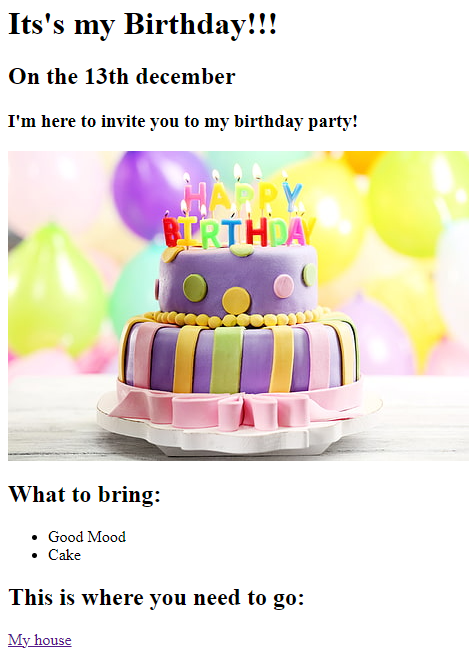 Its's my Birthday!!!
On the 13th december
I'm here to invite you to my birthday party!
HAPPY
BIRTHDAY
What to bring:
Good Mood
Cake
This is where you need to go:
My house